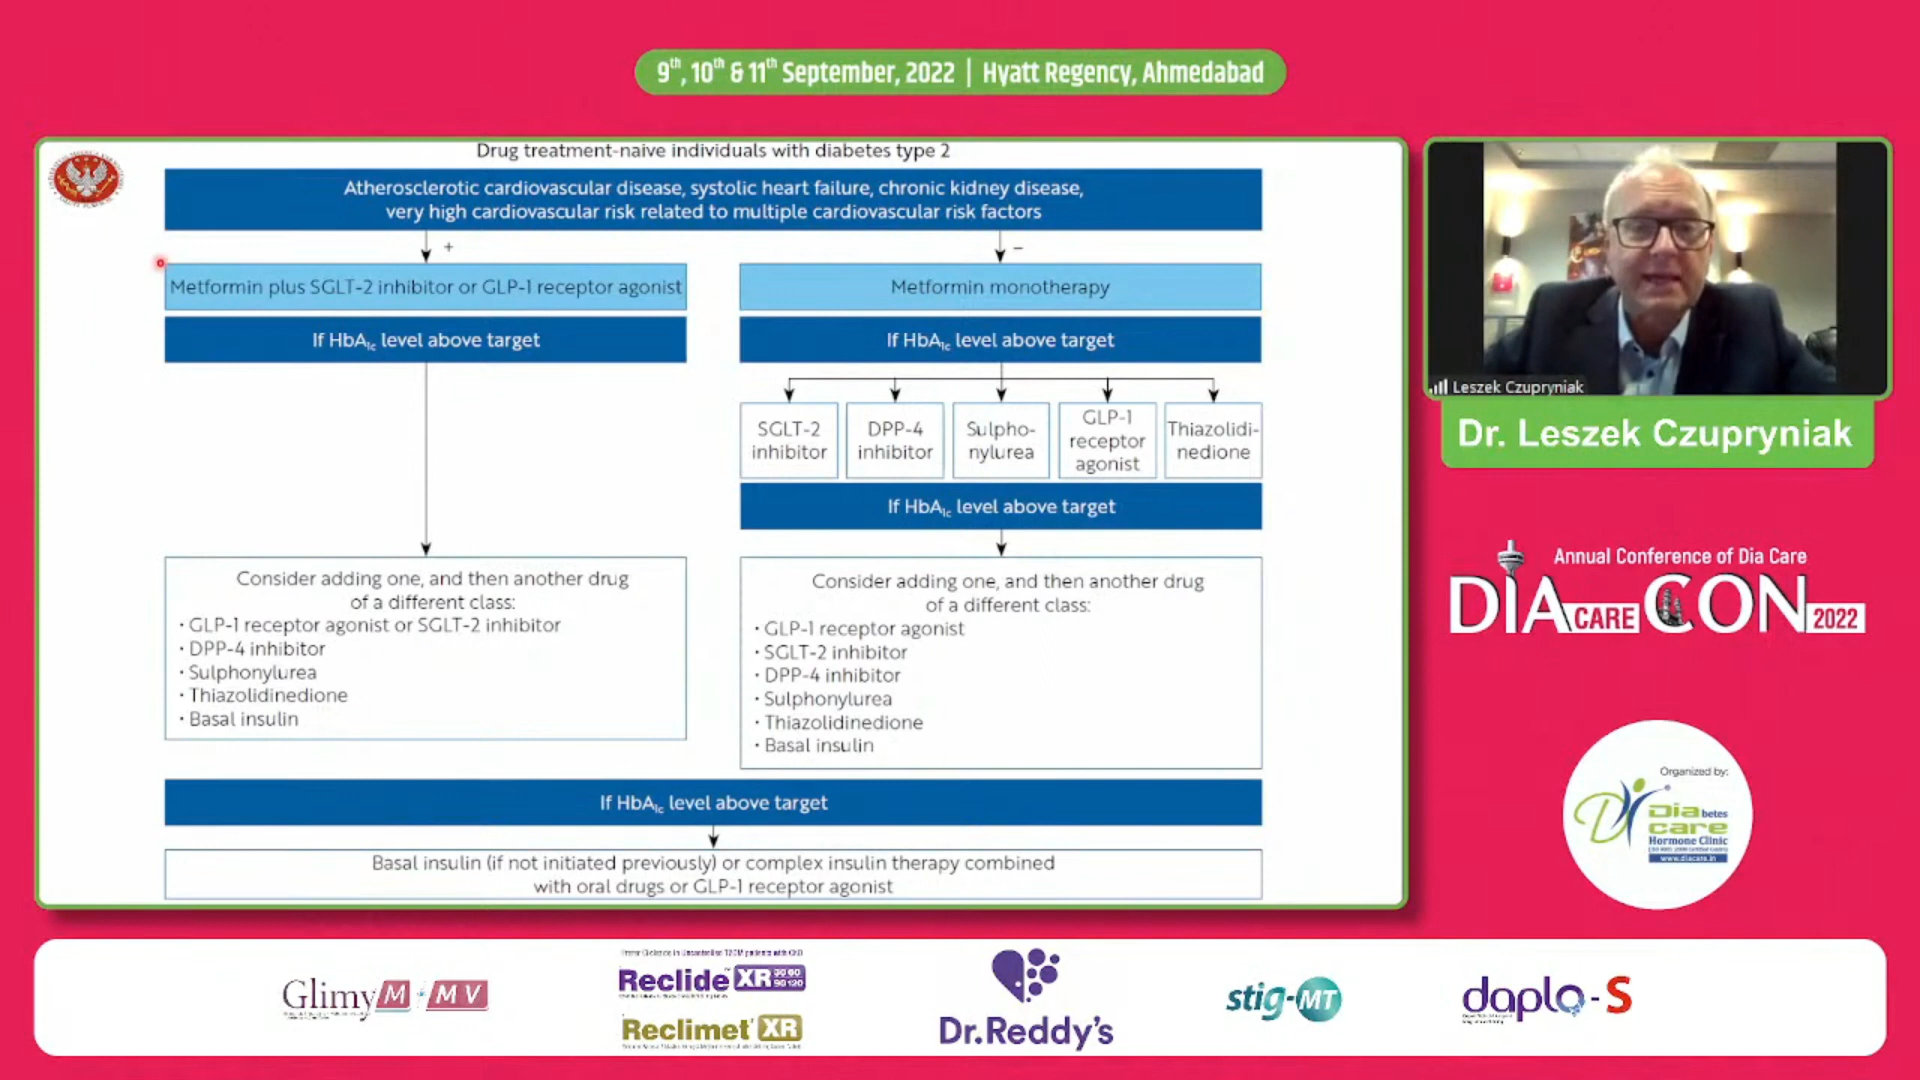 9th, 10th & 11th September, 2022 | Hyatt Regency, Ahmedabad
Drug treatment-naive individuals with diabetes type 2
Atherosclerotic cardiovascular disease, systolic heart failure, chronic kidney disease,
very high cardiovascular risk related to multiple cardiovascular risk factors
+
−
Metformin plus SGLT-2 inhibitor or GLP-1 receptor agonist
Metformin monotherapy
If HbA1c level above target
If HbA1c level above target
SGLT-2
inhibitor
DPP-4
inhibitor
Sulpho-
nylurea
GLP-1
receptor
agonist
Thiazolidi-
nedione
If HbA1c level above target
Consider adding one, and then another drug
of a different class:
· GLP-1 receptor agonist or SGLT-2 inhibitor
· DPP-4 inhibitor
· Sulphonylurea
· Thiazolidinedione
· Basal insulin
Consider adding one, and then another drug
of a different class:
· GLP-1 receptor agonist
· SGLT-2 inhibitor
· DPP-4 inhibitor
· Sulphonylurea
· Thiazolidinedione
· Basal insulin
If HbA1c level above target
Basal insulin (if not initiated previously) or complex insulin therapy combined
with oral drugs or GLP-1 receptor agonist
Leszek Czupryniak
Dr. Leszek Czupryniak
Annual Conference of Dia Care
DIA CARE CON 2022
Organized by:
Diabetes
care
Hormone Clinic
www.diacare.in
Glimy M MV
Reclide XR 30 60 90 120
Reclimet XR
Dr.Reddy's
stig-MT
daplo-S